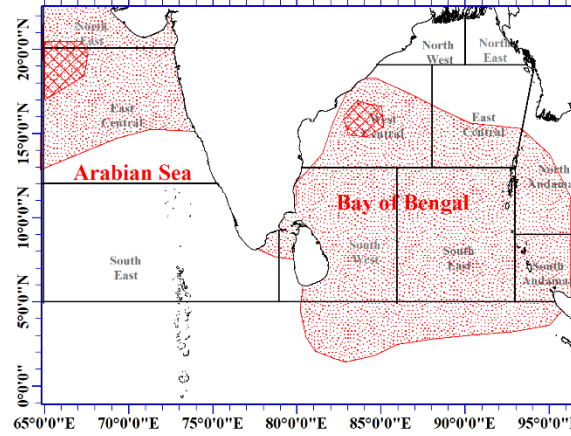 North
East
North
West
North
East
East
Central
West
Central
East
Central
Arabian Sea
Bay of Bengal
North
Andama
South
East
South
West
South
East
South
Andama
20°0'0"N
15°0'0"N
10°0'0"N
5°0'0"N
0°0'0"
65°0'0"E 70°0'0"E 75°0'0"E 80°0'0"E 85°0'0"E 90°0'0"E 95°0'0"E